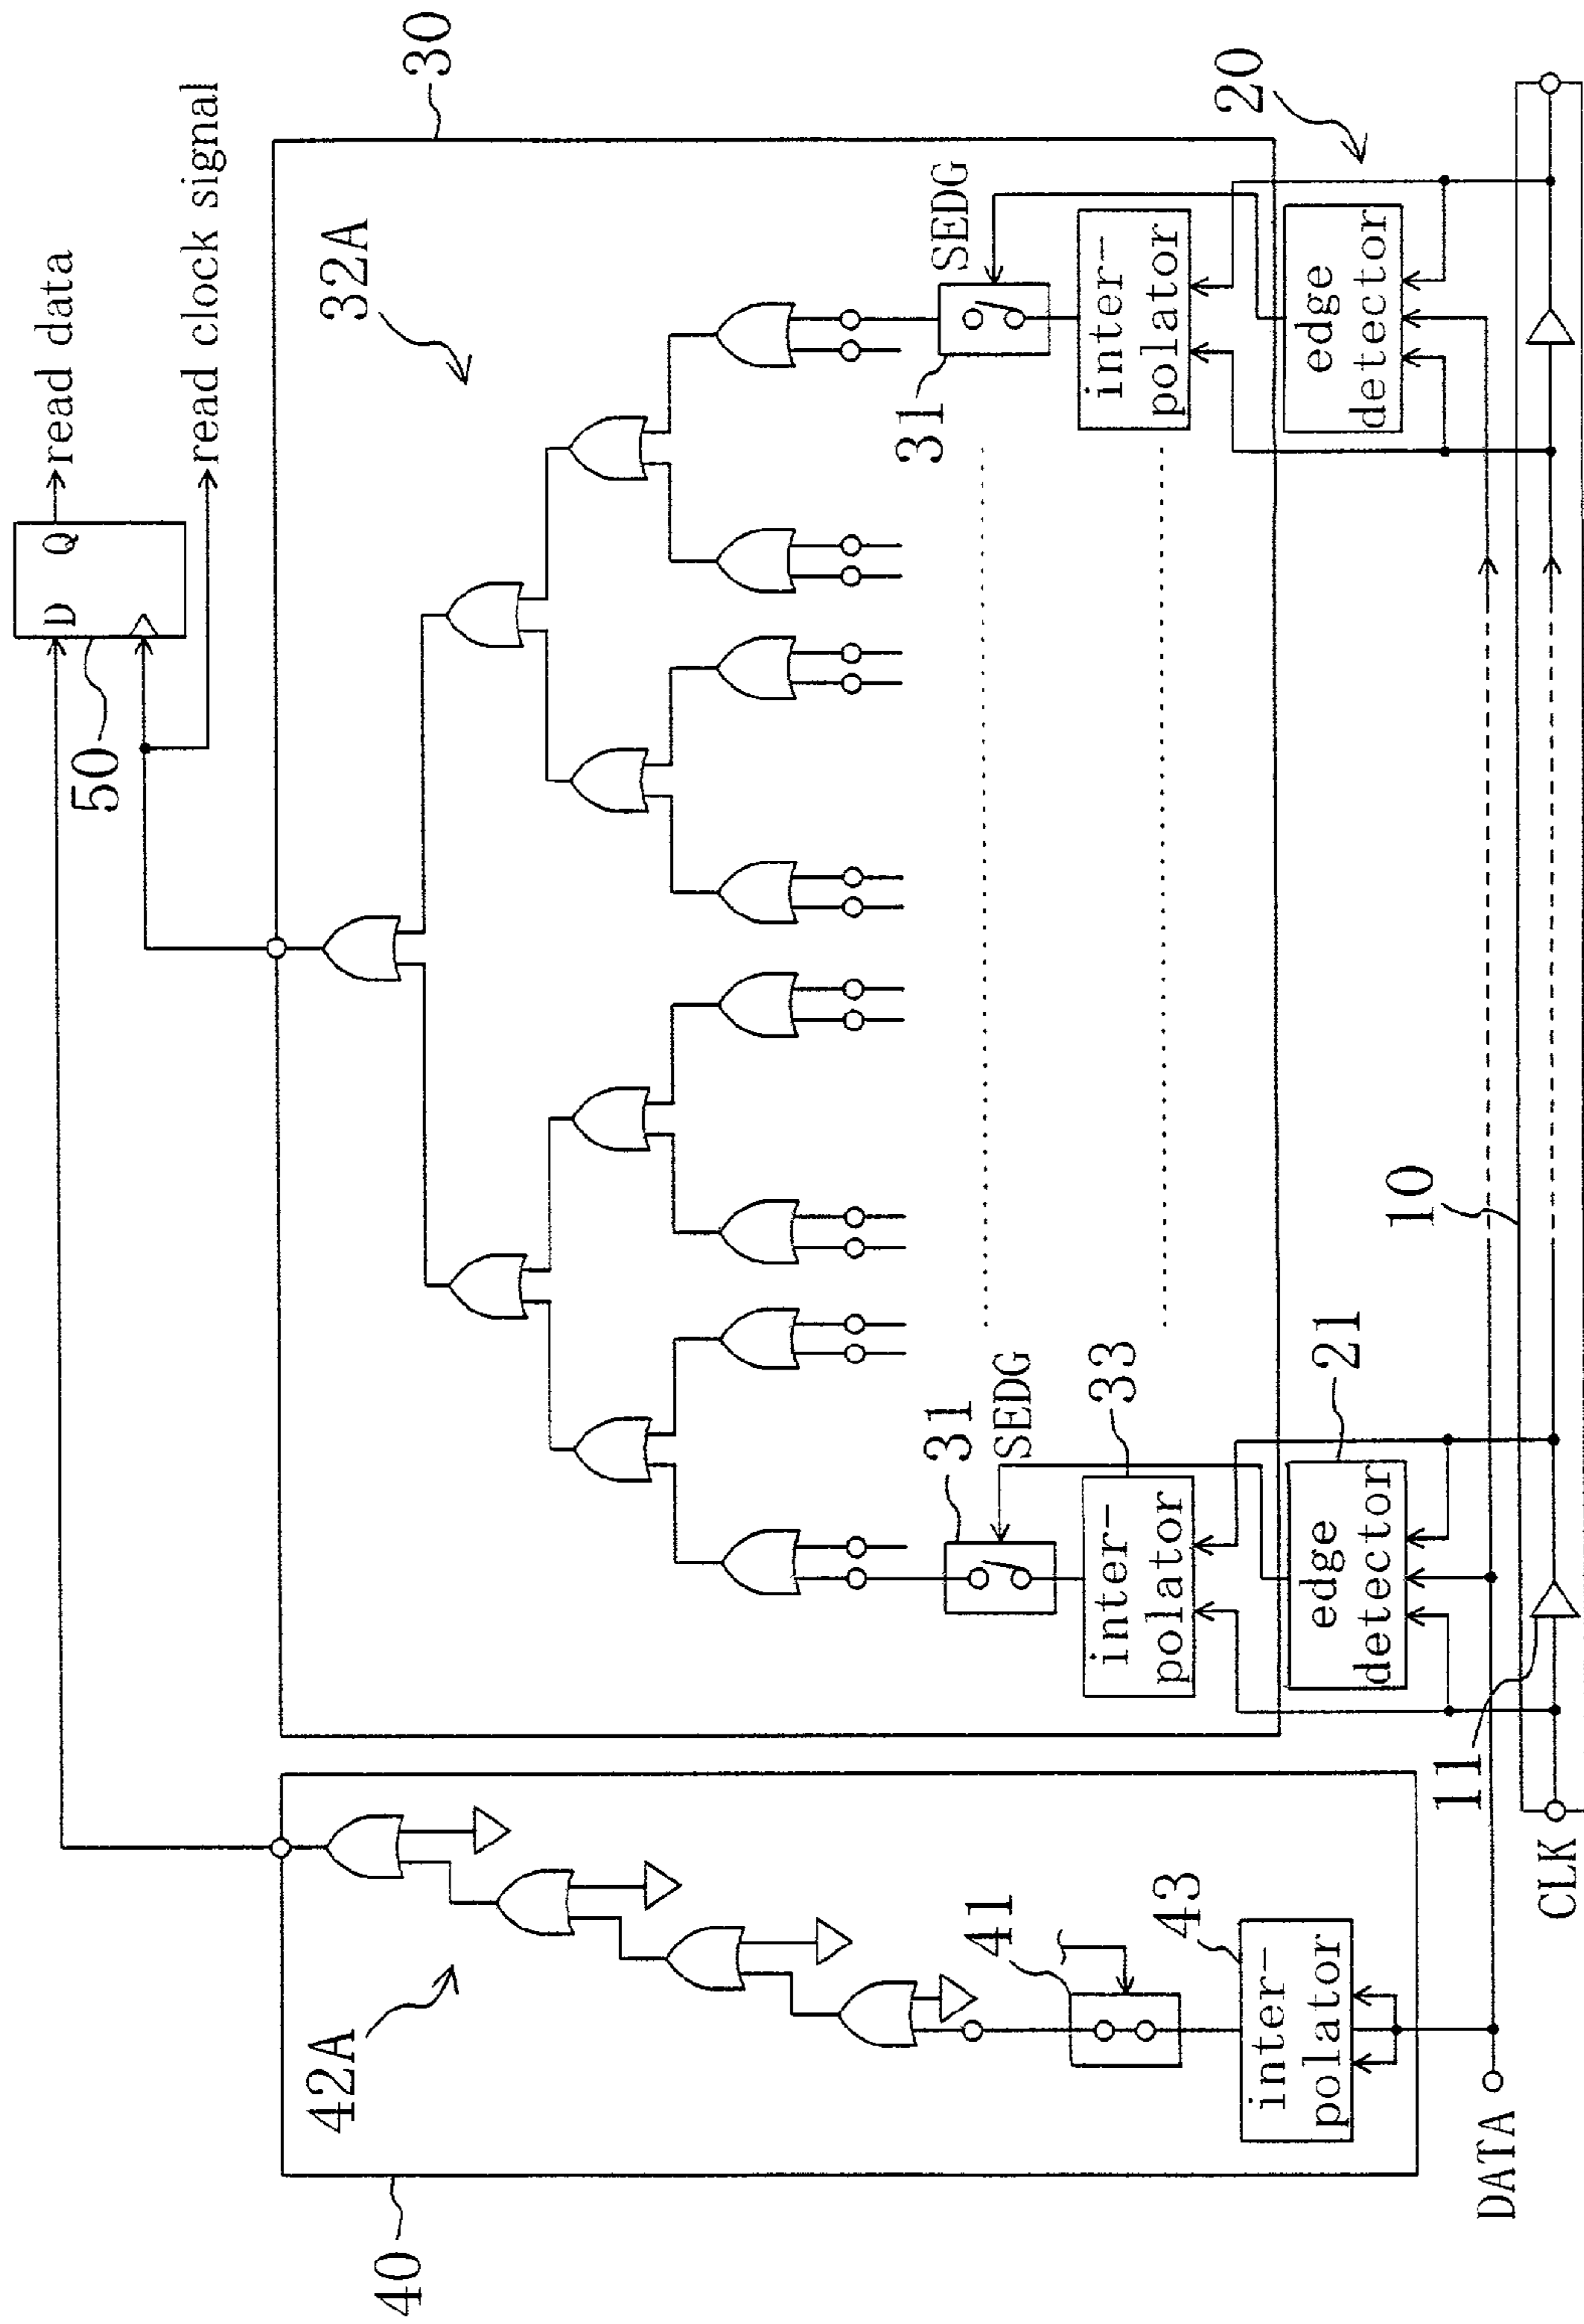 read data
read clock signal
D
Q
50
30
32A
31
SEDG
inter-
polator
20
edge
detector
31
SEDG
33
inter-
polator
21
edge
detector
10
11
CLK
42A
41
43
inter-
polator
40
DATA